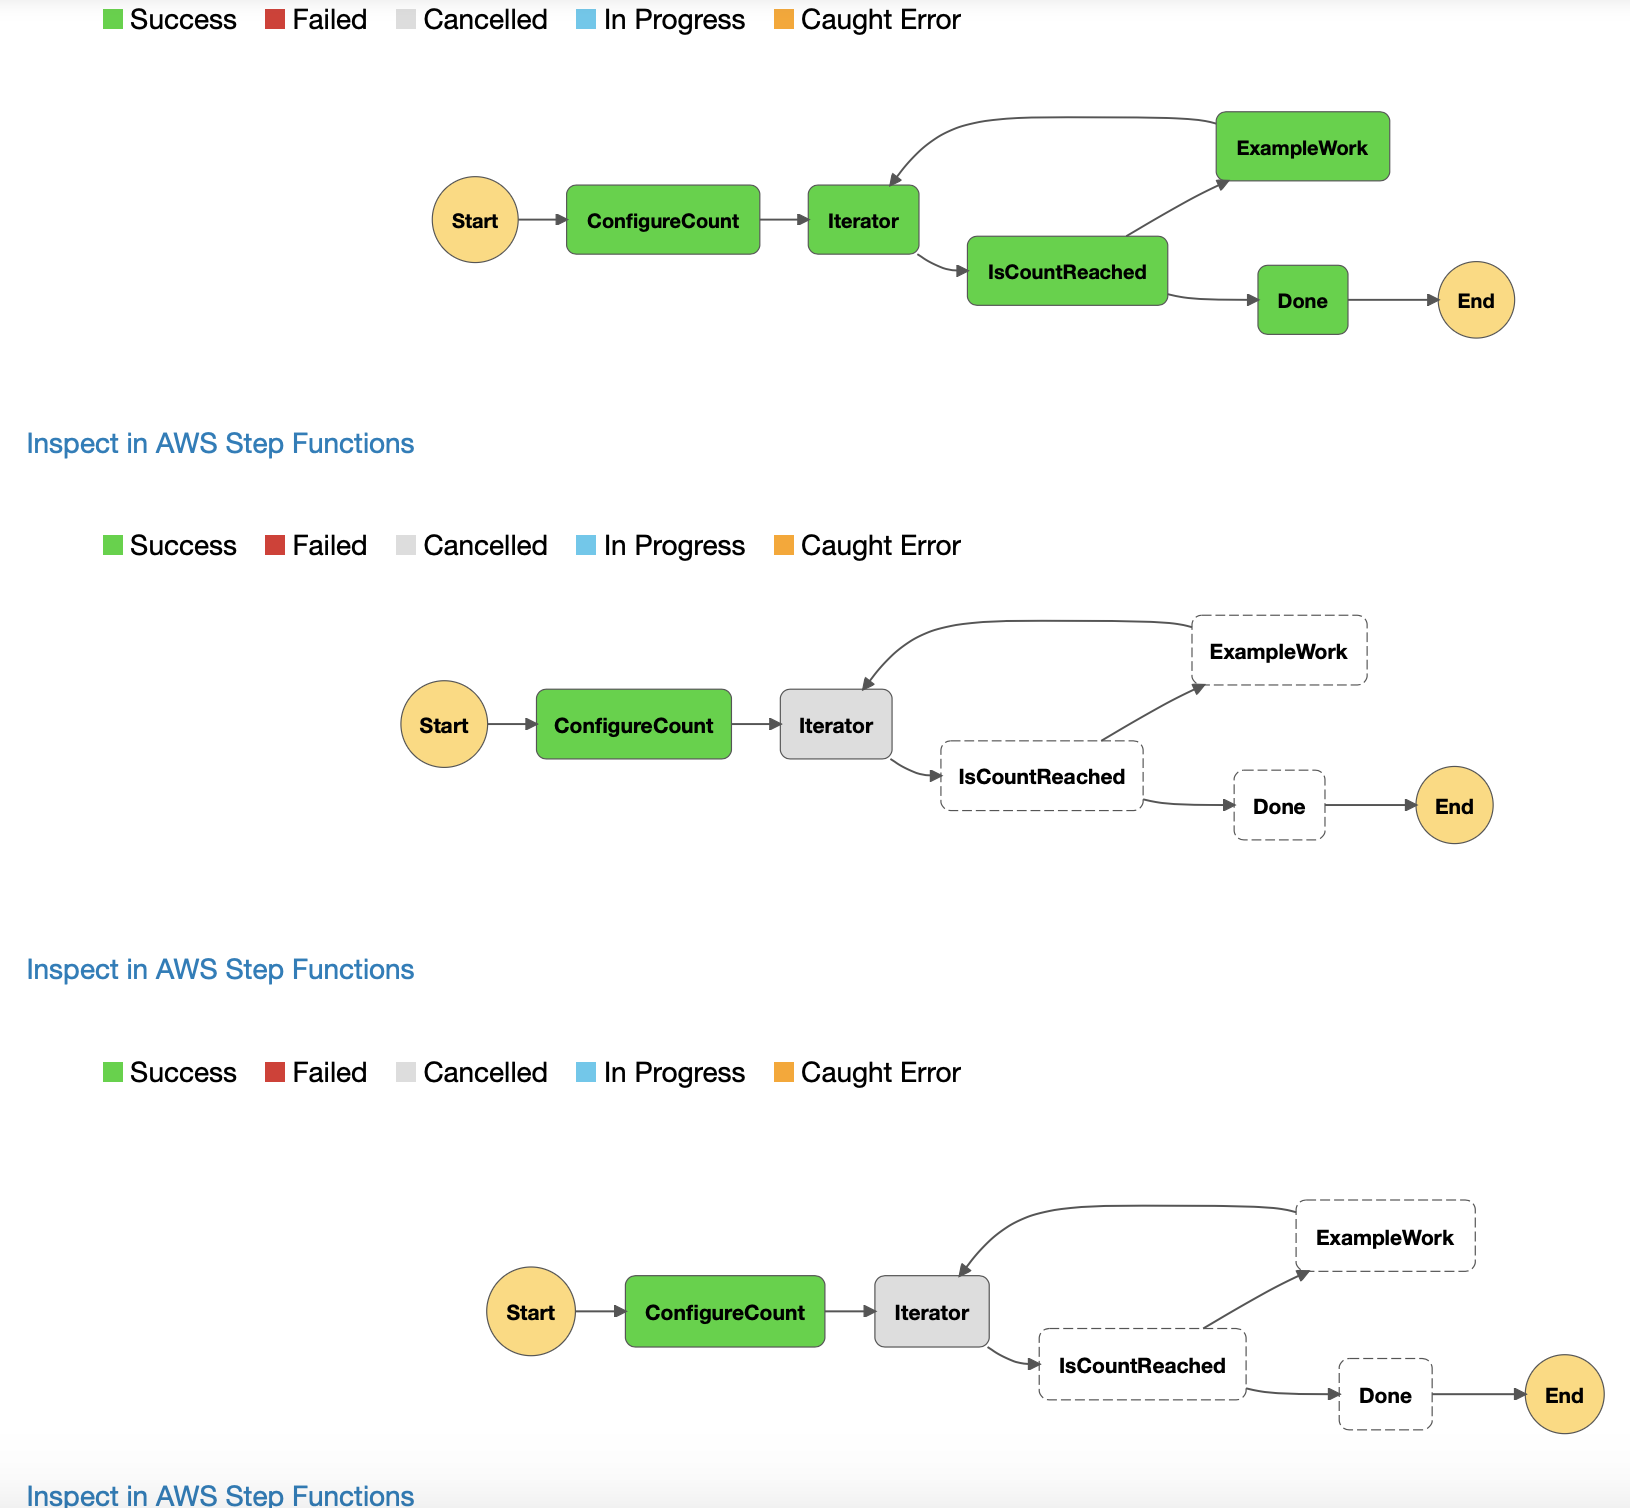 Success Failed Cancelled In Progress Caught Error
ExampleWork
Start ConfigureCount Iterator
IsCountReached
Done End
Inspect in AWS Step Functions
Success Failed Cancelled In Progress Caught Error
ExampleWork
Start ConfigureCount Iterator
IsCountReached
Done End
Inspect in AWS Step Functions
Success Failed Cancelled In Progress Caught Error
ExampleWork
Start ConfigureCount Iterator
IsCountReached
Done End
Inspect in AWS Step Functions